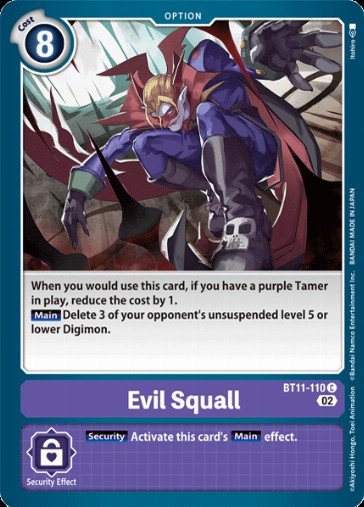 OPTION
Cost
8
Itohiro
When you would use this card, if you have a purple Tamer
in play, reduce the cost by 1.
Main Delete 3 of your opponent's unsuspended level 5 or
lower Digimon.
BT11-110 C
Evil Squall
02
Security Activate this card's Main effect.
Security Effect
©Akiyoshi Hongo, Toei Animation ©Bandai Namco Entertainment Inc. BANDAI MADE IN JAPAN